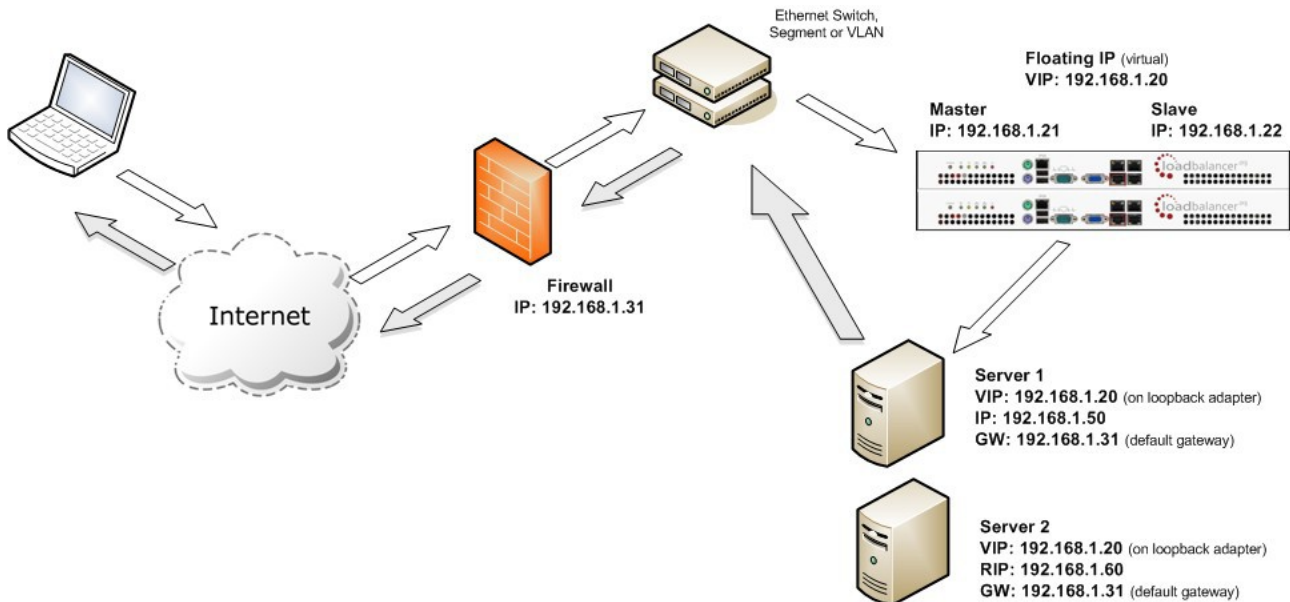 Ethernet Switch,
Segment or VLAN
Floating IP (virtual)
VIP: 192.168.1.20
Master
IP: 192.168.1.21
Slave
IP: 192.168.1.22
loadbalancer.org
loadbalancer.org
Internet
Firewall
IP: 192.168.1.31
Server 1
VIP: 192.168.1.20 (on loopback adapter)
IP: 192.168.1.50
GW: 192.168.1.31 (default gateway)
Server 2
VIP: 192.168.1.20 (on loopback adapter)
RIP: 192.168.1.60
GW: 192.168.1.31 (default gateway)